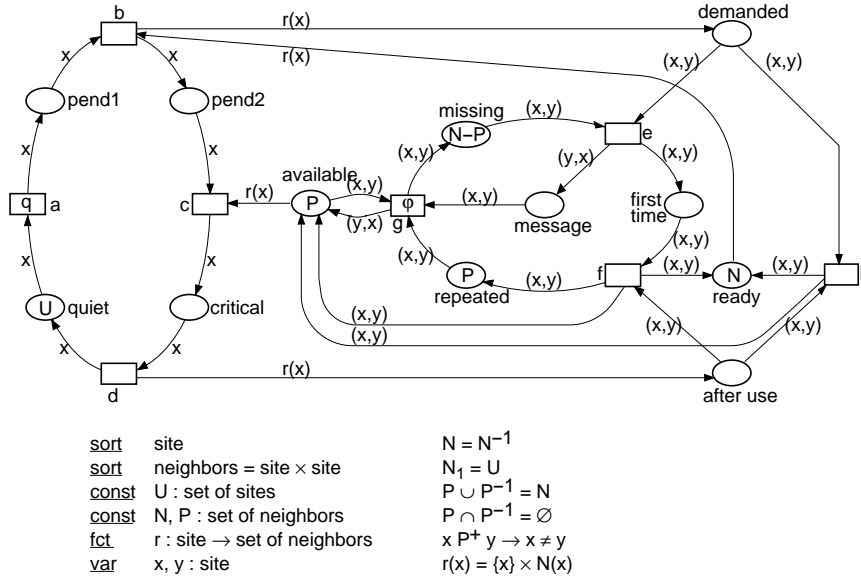 b
r(x)
demanded
x
x
r(x)
(x,y)
(x,y)
pend1
pend2
missing
(x,y)
N–P
e
x
x
(x,y)
(y,x)
(x,y)
available
r(x)
(x,y)
first
time
q
a
c
P
φ
(x,y)
(y,x)
g
message
(x,y)
x
x
(x,y)
f
(x,y)
(x,y)
P
(x,y)
N
U
quiet
critical
repeated
ready
(x,y)
(x,y)
(x,y)
(x,y)
x
x
r(x)
d
after use
sort site N = N–1
sort neighbors = site × site N1 = U
const U : set of sites P ∪ P–1 = N
const N, P : set of neighbors P ∩ P–1 = ∅
fct r : site → set of neighbors x P+ y → x ≠ y
var x, y : site r(x) = {x} × N(x)